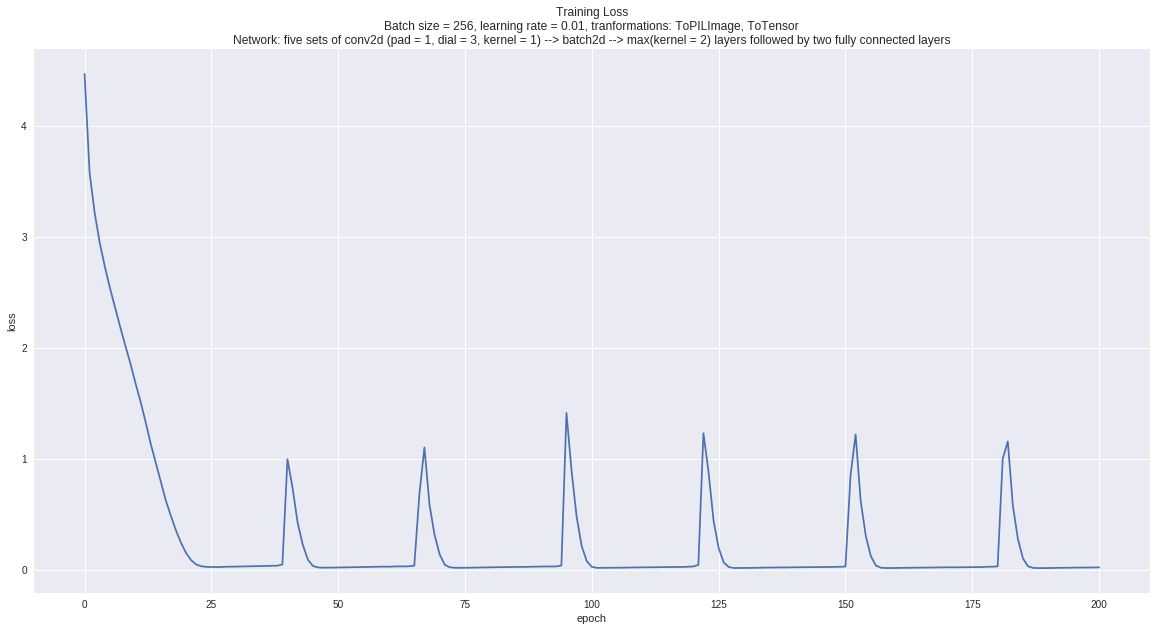 Training Loss
Batch size = 256, learning rate = 0.01, tranformations: ToPILImage, ToTensor
Network: five sets of conv2d (pad = 1, dial = 3, kernel = 1) --> batch2d --> max(kernel = 2) layers followed by two fully connected layers
4
3
2
1
0
loss
0 25 50 75 100 125 150 175 200
epoch